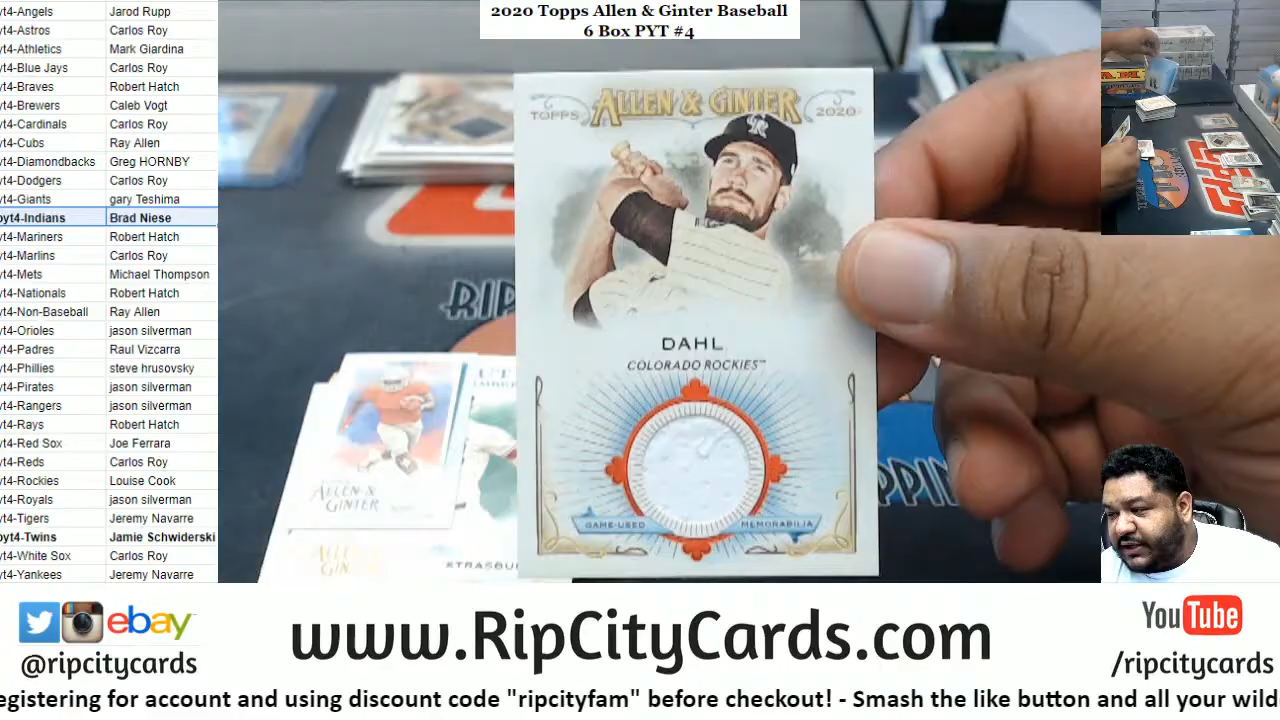 2020 Topps Allen & Ginter Baseball
6 Box PYT #4
yt4-Angels Jarod Rupp
yt4-Astros Carlos Roy
yt4-Athletics Mark Giardina
yt4-Blue Jays Carlos Roy
yt4-Braves Robert Hatch
yt4-Brewers Caleb Vogt
yt4-Cardinals Carlos Roy
yt4-Cubs Ray Allen
yt4-Diamondbacks Greg HORNBY
yt4-Dodgers Carlos Roy
yt4-Giants gary Teshima
pyt4-Indians Brad Niese
yt4-Mariners Robert Hatch
yt4-Marlins Carlos Roy
yt4-Mets Michael Thompson
yt4-Nationals Robert Hatch
yt4-Non-Baseball Ray Allen
yt4-Orioles jason silverman
yt4-Padres Raul Vizcarra
yt4-Phillies steve hrusovsky
yt4-Pirates jason silverman
yt4-Rangers jason silverman
yt4-Rays Robert Hatch
yt4-Red Sox Joe Ferrara
yt4-Reds Carlos Roy
yt4-Rockies Louise Cook
yt4-Royals jason silverman
yt4-Tigers Jeremy Navarre
pyt4-Twins Jamie Schwiderski
yt4-White Sox Carlos Roy
yt4-Yankees Jeremy Navarre
TOPPS ALLEN & GINTER 2020
CR
DAHL
COLORADO ROCKIES™
GAME-USED MEMORABILIA
RIP
PPIN
ALLEN &
GINTER
ALLEN
GINTER
STRASBU
ebay
@ripcitycards
www.RipCityCards.com
YouTube
/ripcitycards
egistering for account and using discount code "ripcityfam" before checkout! - Smash the like button and all your wild